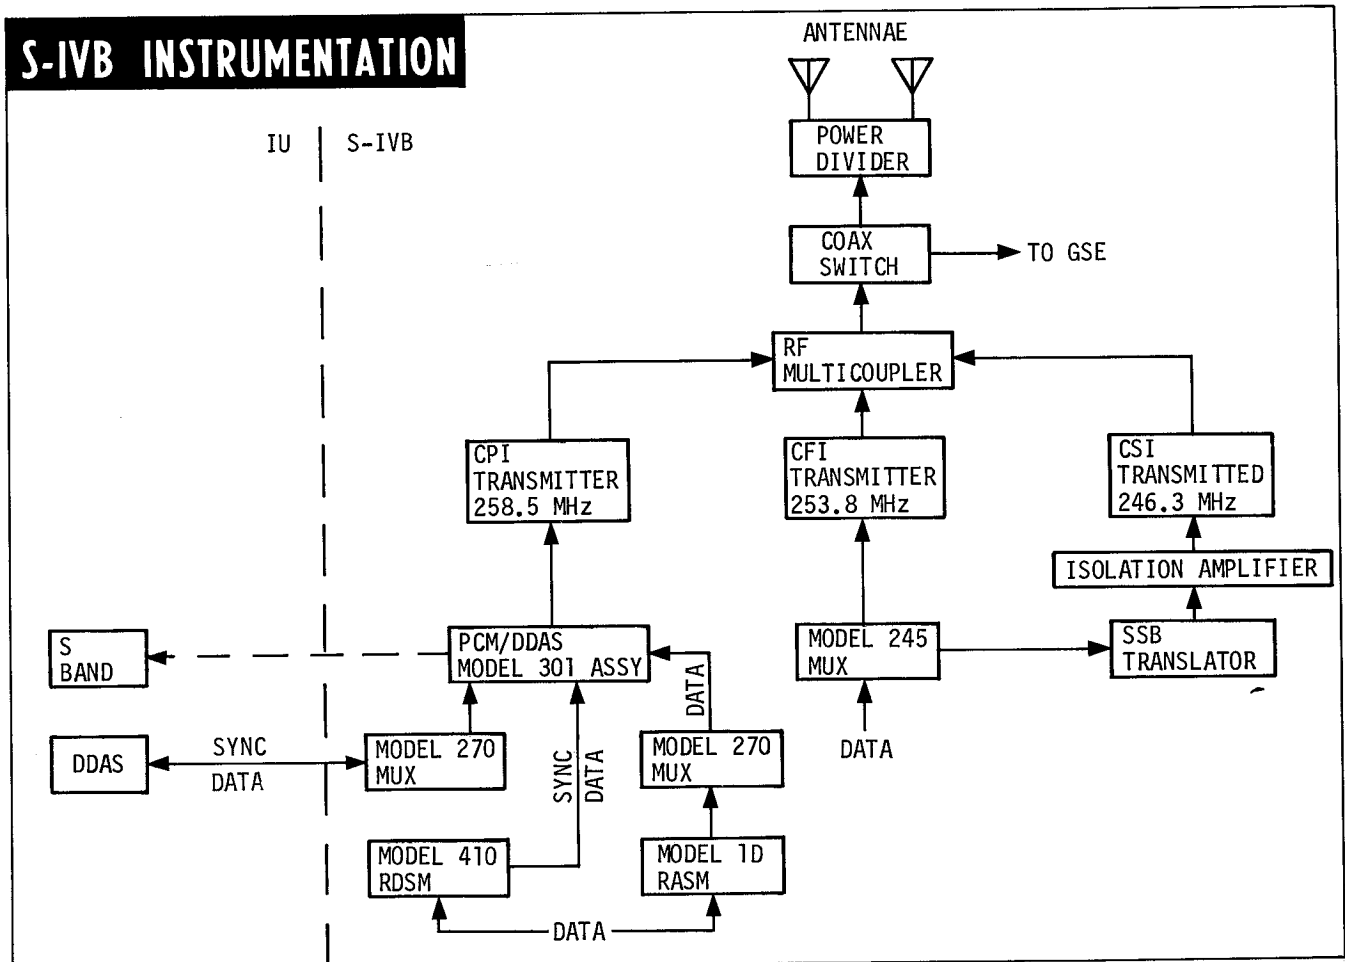 S-IVB INSTRUMENTATION
ANTENNAE
IU
S-IVB
POWER
DIVIDER
COAX
SWITCH
TO GSE
RF
MULTICOUPLER
CPI
TRANSMITTER
258.5 MHz
CFI
TRANSMITTER
253.8 MHz
CSI
TRANSMITTED
246.3 MHz
ISOLATION AMPLIFIER
S
BAND
PCM/DDAS
MODEL 301 ASSY
MODEL 245
MUX
SSB
TRANSLATOR
DATA
DDAS
SYNC
DATA
MODEL 270
MUX
SYNC
DATA
MODEL 270
MUX
DATA
MODEL 410
RDSM
MODEL 1D
RASM
DATA